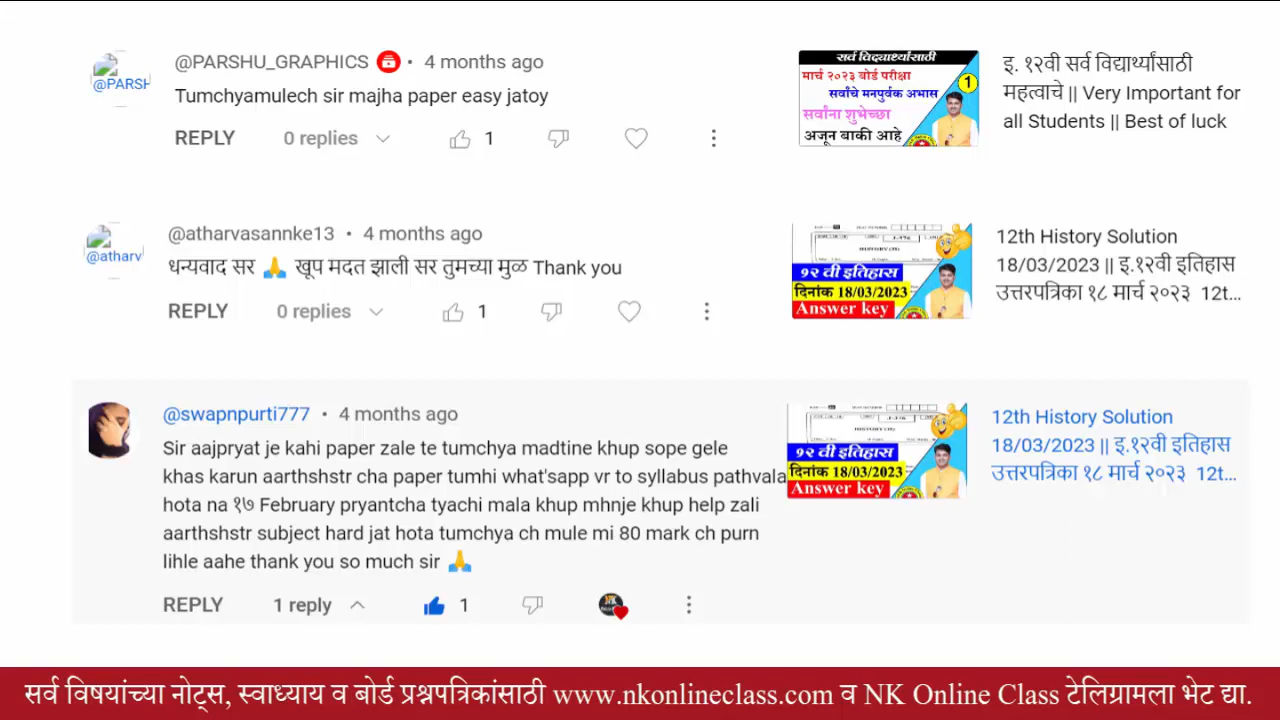 @PARSHU_GRAPHICS • 4 months ago
@PARSH
Tumchyamulech sir majha paper easy jatoy
REPLY 0 replies 1
सर्व विद्यार्थ्यांसाठी
मार्च २०२३ बोर्ड परीक्षा
सर्वांचे मनपुर्वक अभास
सर्वांना शुभेच्छा
अजून बाकी आहे
1
इ. १२वी सर्व विद्यार्थ्यांसाठी
महत्वाचे || Very Important for
all Students || Best of luck
@atharvasannke13 • 4 months ago
@atharv
धन्यवाद सर 🙏 खूप मदत झाली सर तुमच्या मुळ Thank you
REPLY 0 replies 1
१२ वी इतिहास
दिनांक 18/03/2023
Answer key
12th History Solution
18/03/2023 || इ.१२वी इतिहास
उत्तरपत्रिका १८ मार्च २०२३ 12t...
@swapnpurti777 • 4 months ago
Sir aajpryat je kahi paper zale te tumchya madtine khup sope gele
khas karun aarthshstr cha paper tumhi what'sapp vr to syllabus pathvala
hota na १७ February pryantcha tyachi mala khup mhnje khup help zali
aarthshstr subject hard jat hota tumchya ch mule mi 80 mark ch purn
lihle aahe thank you so much sir 🙏
REPLY 1 reply 1
NK
१२ वी इतिहास
दिनांक 18/03/2023
Answer key
12th History Solution
18/03/2023 || इ.१२वी इतिहास
उत्तरपत्रिका १८ मार्च २०२३ 12t...
सर्व विषयांच्या नोट्स, स्वाध्याय व बोर्ड प्रश्नपत्रिकांसाठी www.nkonlineclass.com व NK Online Class टेलिग्रामला भेट द्या.